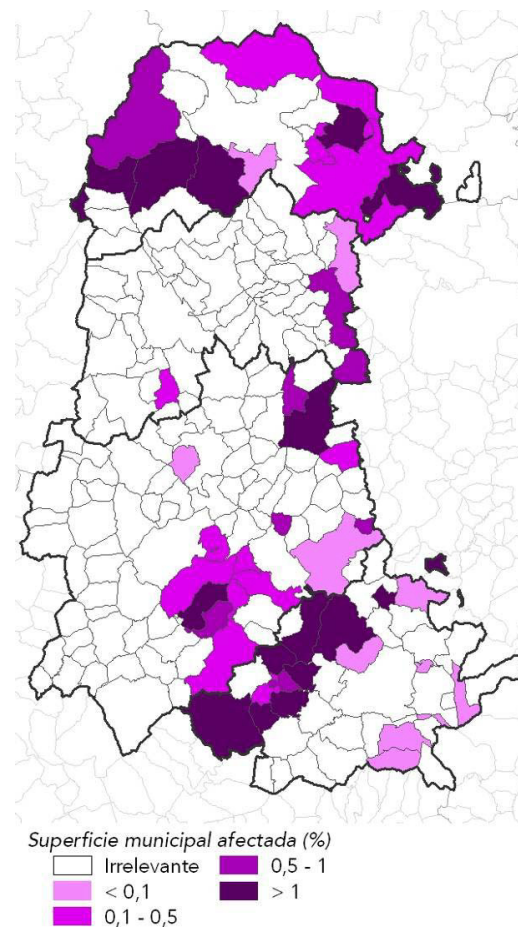 Superficie municipal afectada (%)
Irrelevante
< 0,1
0,1 - 0,5
0,5 - 1
> 1